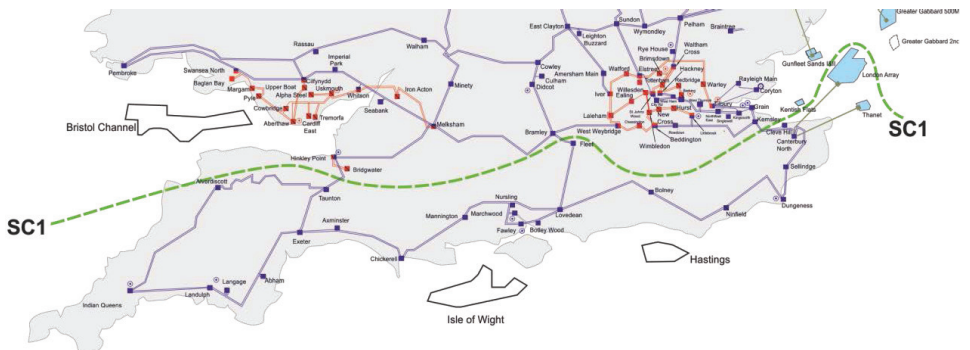 Greater Gabbard 500M
Greater Gabbard 2nd
East Clayton
Sundon
Wymondley
Pelham
Braintree
Leighton
Buzzard
Rye House
Waltham
Cross
Brimsdown
Rassau
Walham
Imperial
Park
Pembroke
Swansea North
Baglan Bay
Cilfynydd
Margam
Pyle
Upper Boat
Alpha Steel
Uskmouth
Whitson
Iron Acton
Cowbridge
Aberthaw
Cardiff
East
Tremorfa
Seabank
Minety
Melksham
Cowley
Culham
Didcot
Amersham Main
Watford
Elstree
Tottenham
Hackney
Redbridge
Warley
Rayleigh Main
Coryton
Iver
Ealing
Willesden
Laleham
West Weybridge
New
Cross
Hurst
Tilbury
Grain
Kemsley
Wimbledon
Beddington
Gunfleet Sands I&II
London Array
Kentish Flats
Thanet
Cleve Hill
Canterbury
North
Sellindge
Dungeness
Bristol Channel
Hinkley Point
Bridgwater
Bramley
Fleet
SC1
SC1
Alverdiscott
Taunton
Axminster
Exeter
Mannington
Marchwood
Nursling
Fawley
Botley Wood
Lovedean
Bolney
Ninfield
Chickerell
Hastings
Isle of Wight
Indian Queens
Landulph
Langage
Abham